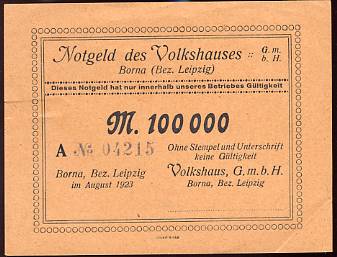 Notgeld des Volkshauses :: G. m. b. H.
Borna (Bez. Leipzig)
Dieses Notgeld hat nur innerhalb unseres Betriebes Gültigkeit
M. 100 000
A № 04215
Ohne Stempel und Unterschrift
keine Gültigkeit
Borna, Bez. Leipzig
im August 1923
Volkshaus, G. m. b. H.
Borna, Bez. Leipzig